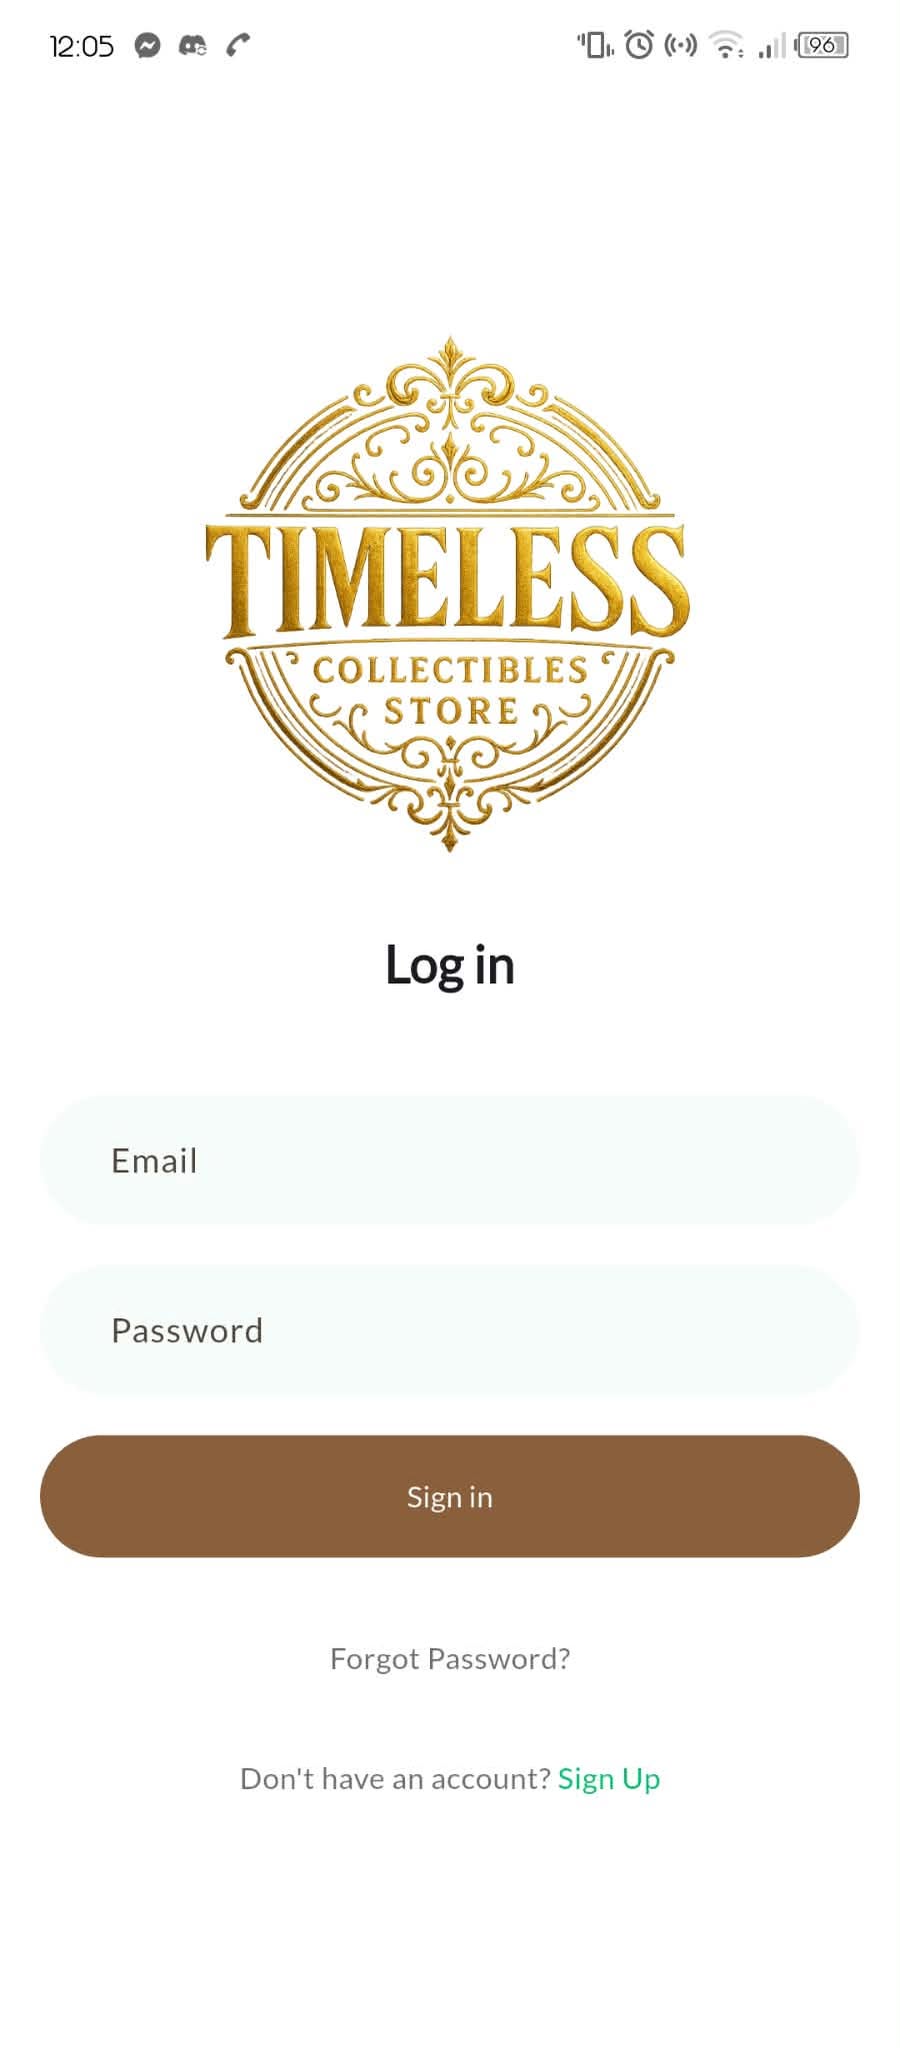 12:05
96
TIMELESS
COLLECTIBLES
STORE
Log in
Email
Password
Sign in
Forgot Password?
Don't have an account? Sign Up